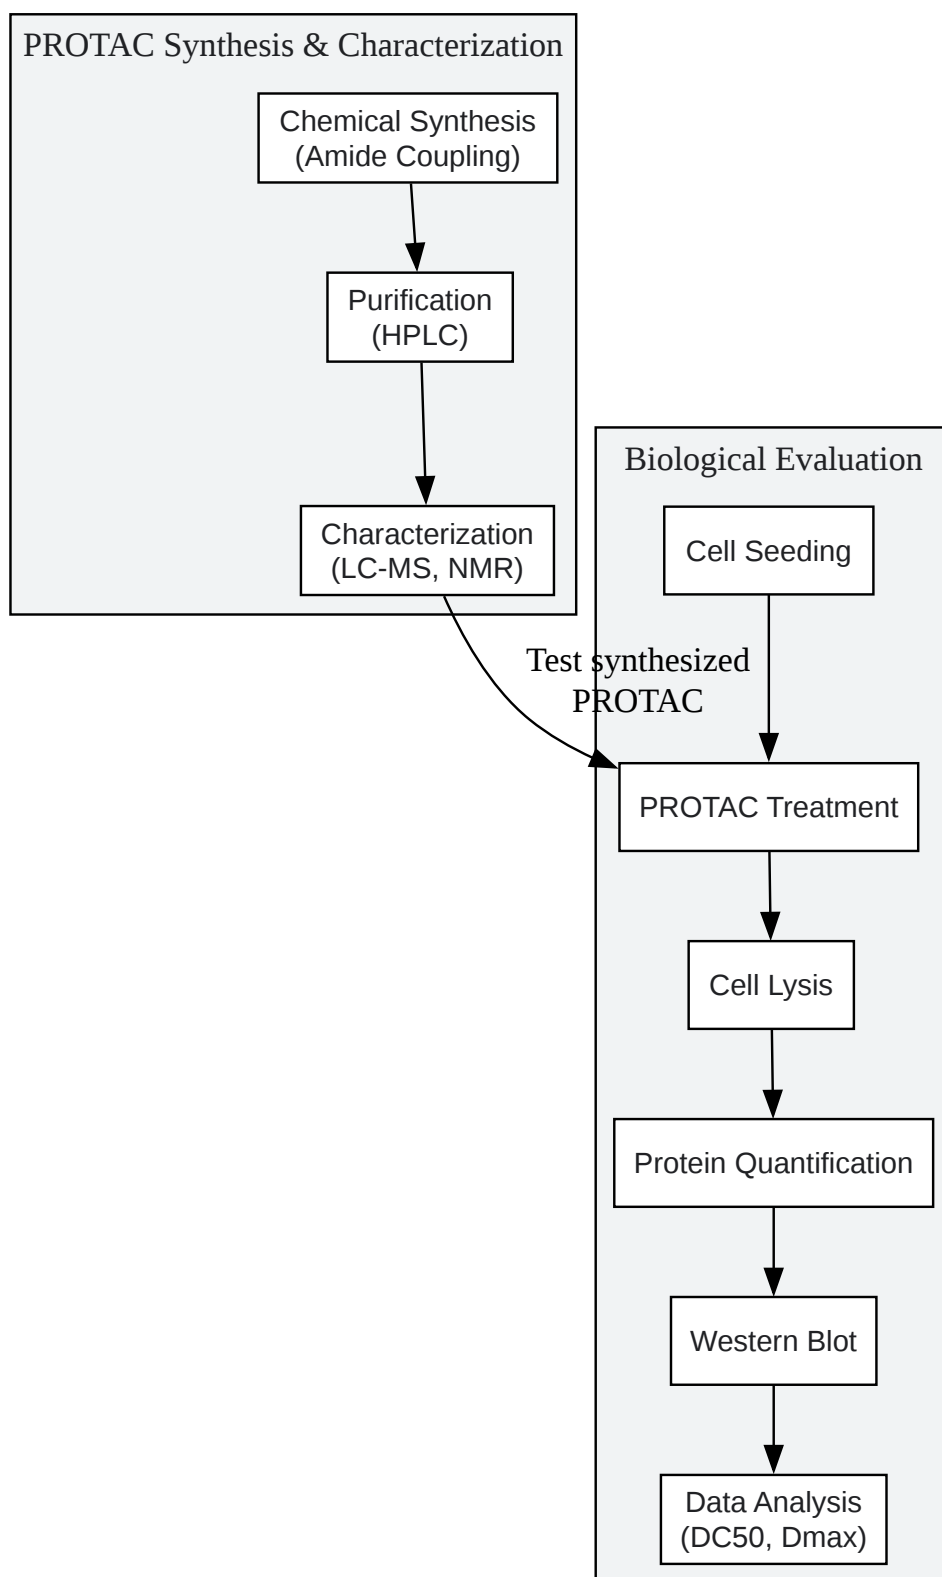 PROTAC Synthesis & Characterization
Chemical Synthesis
(Amide Coupling)
Purification
(HPLC)
Characterization
(LC-MS, NMR)
Test synthesized
PROTAC
Biological Evaluation
Cell Seeding
PROTAC Treatment
Cell Lysis
Protein Quantification
Western Blot
Data Analysis
(DC50, Dmax)